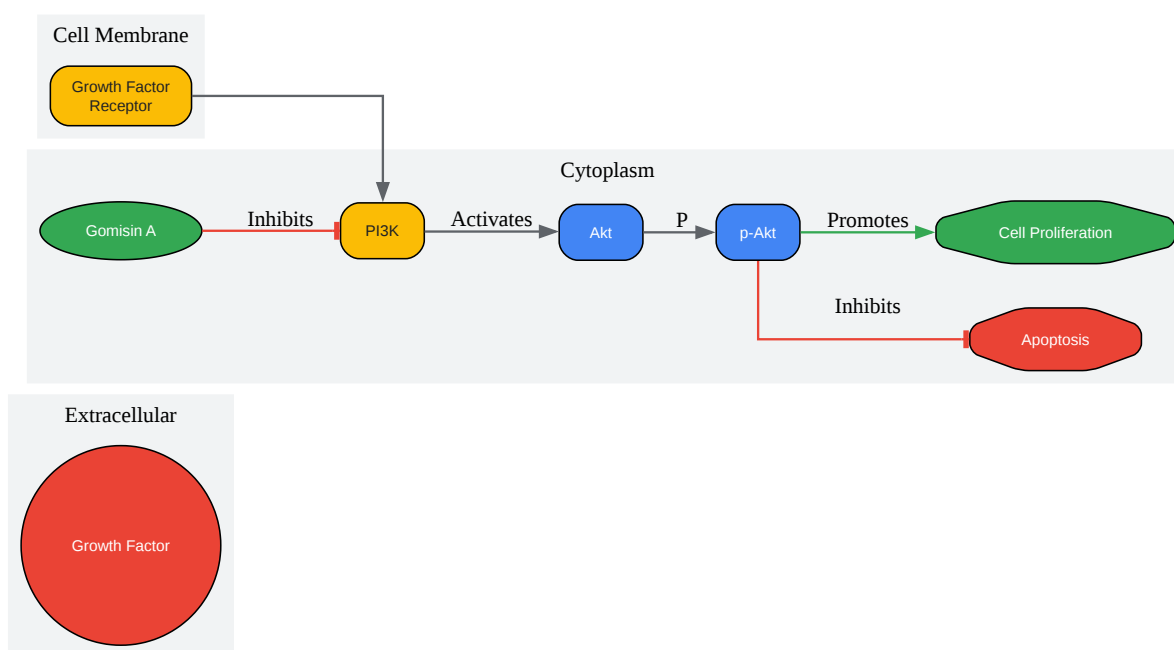 Cell Membrane
Growth Factor
Receptor
Cytoplasm
Gomisin A
Inhibits
PI3K
Activates
Akt
P
p-Akt
Promotes
Cell Proliferation
Inhibits
Apoptosis
Extracellular
Growth Factor